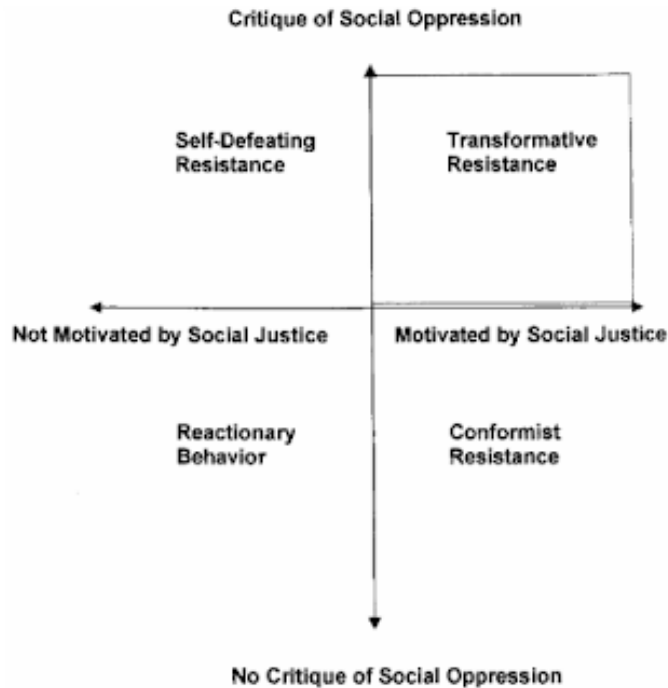 Critique of Social Oppression
Self-Defeating
Resistance
Transformative
Resistance
Not Motivated by Social Justice
Motivated by Social Justice
Reactionary
Behavior
Conformist
Resistance
No Critique of Social Oppression